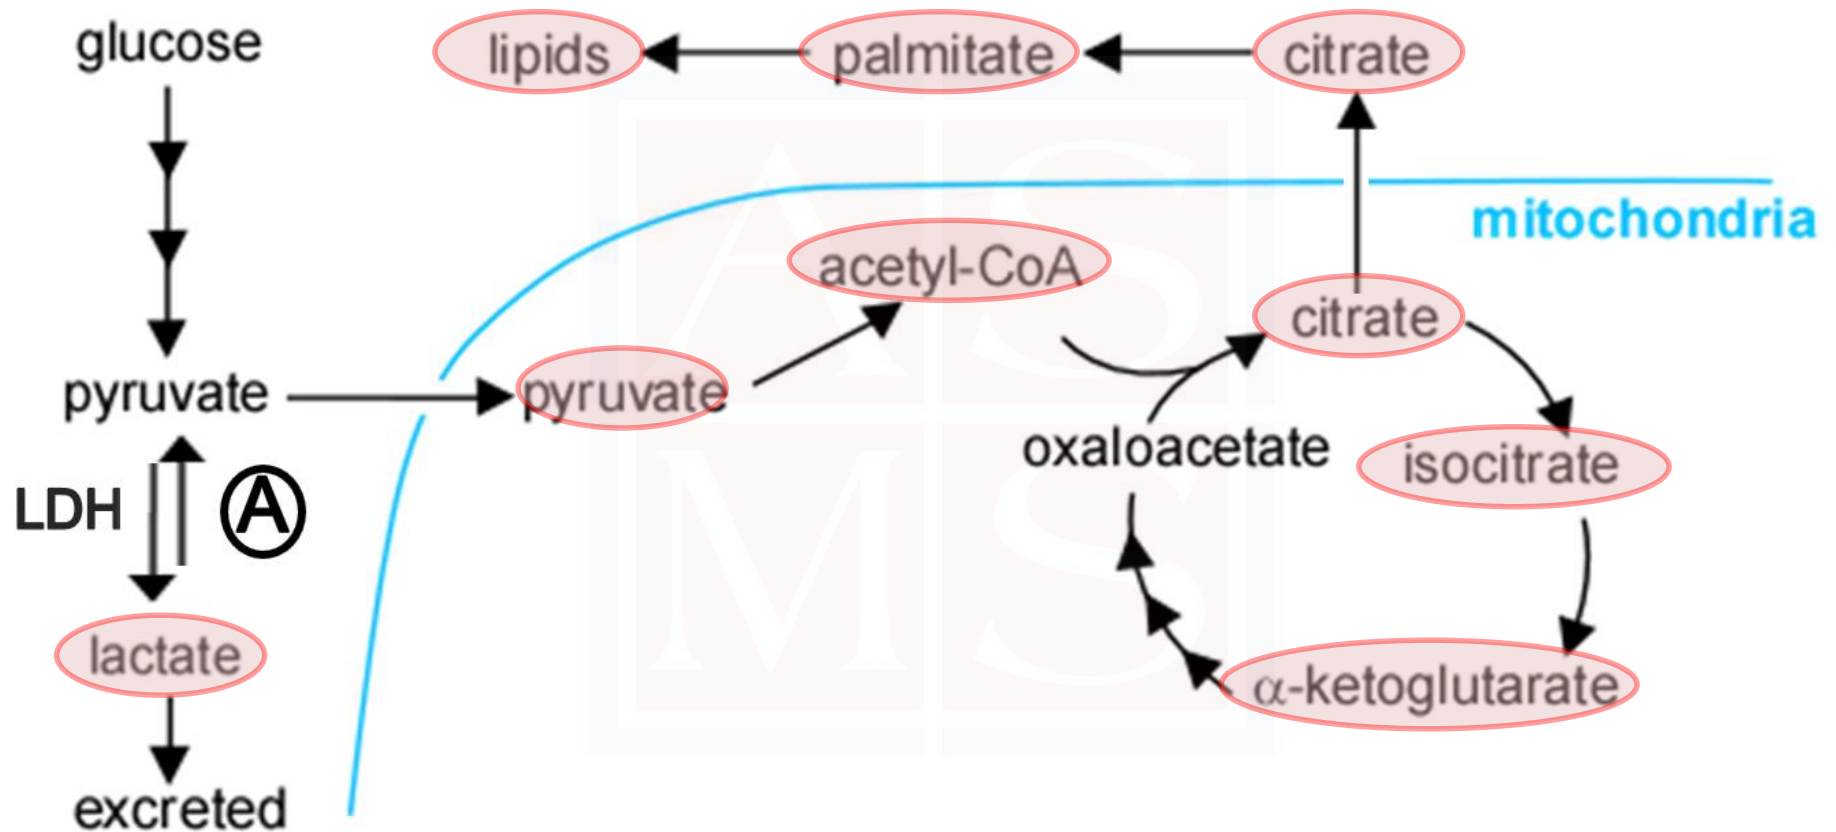 glucose
lipids
palmitate
citrate
mitochondria
acetyl-CoA
citrate
pyruvate
pyruvate
oxaloacetate
isocitrate
LDH
A
lactate
α-ketoglutarate
excreted
A S
M S